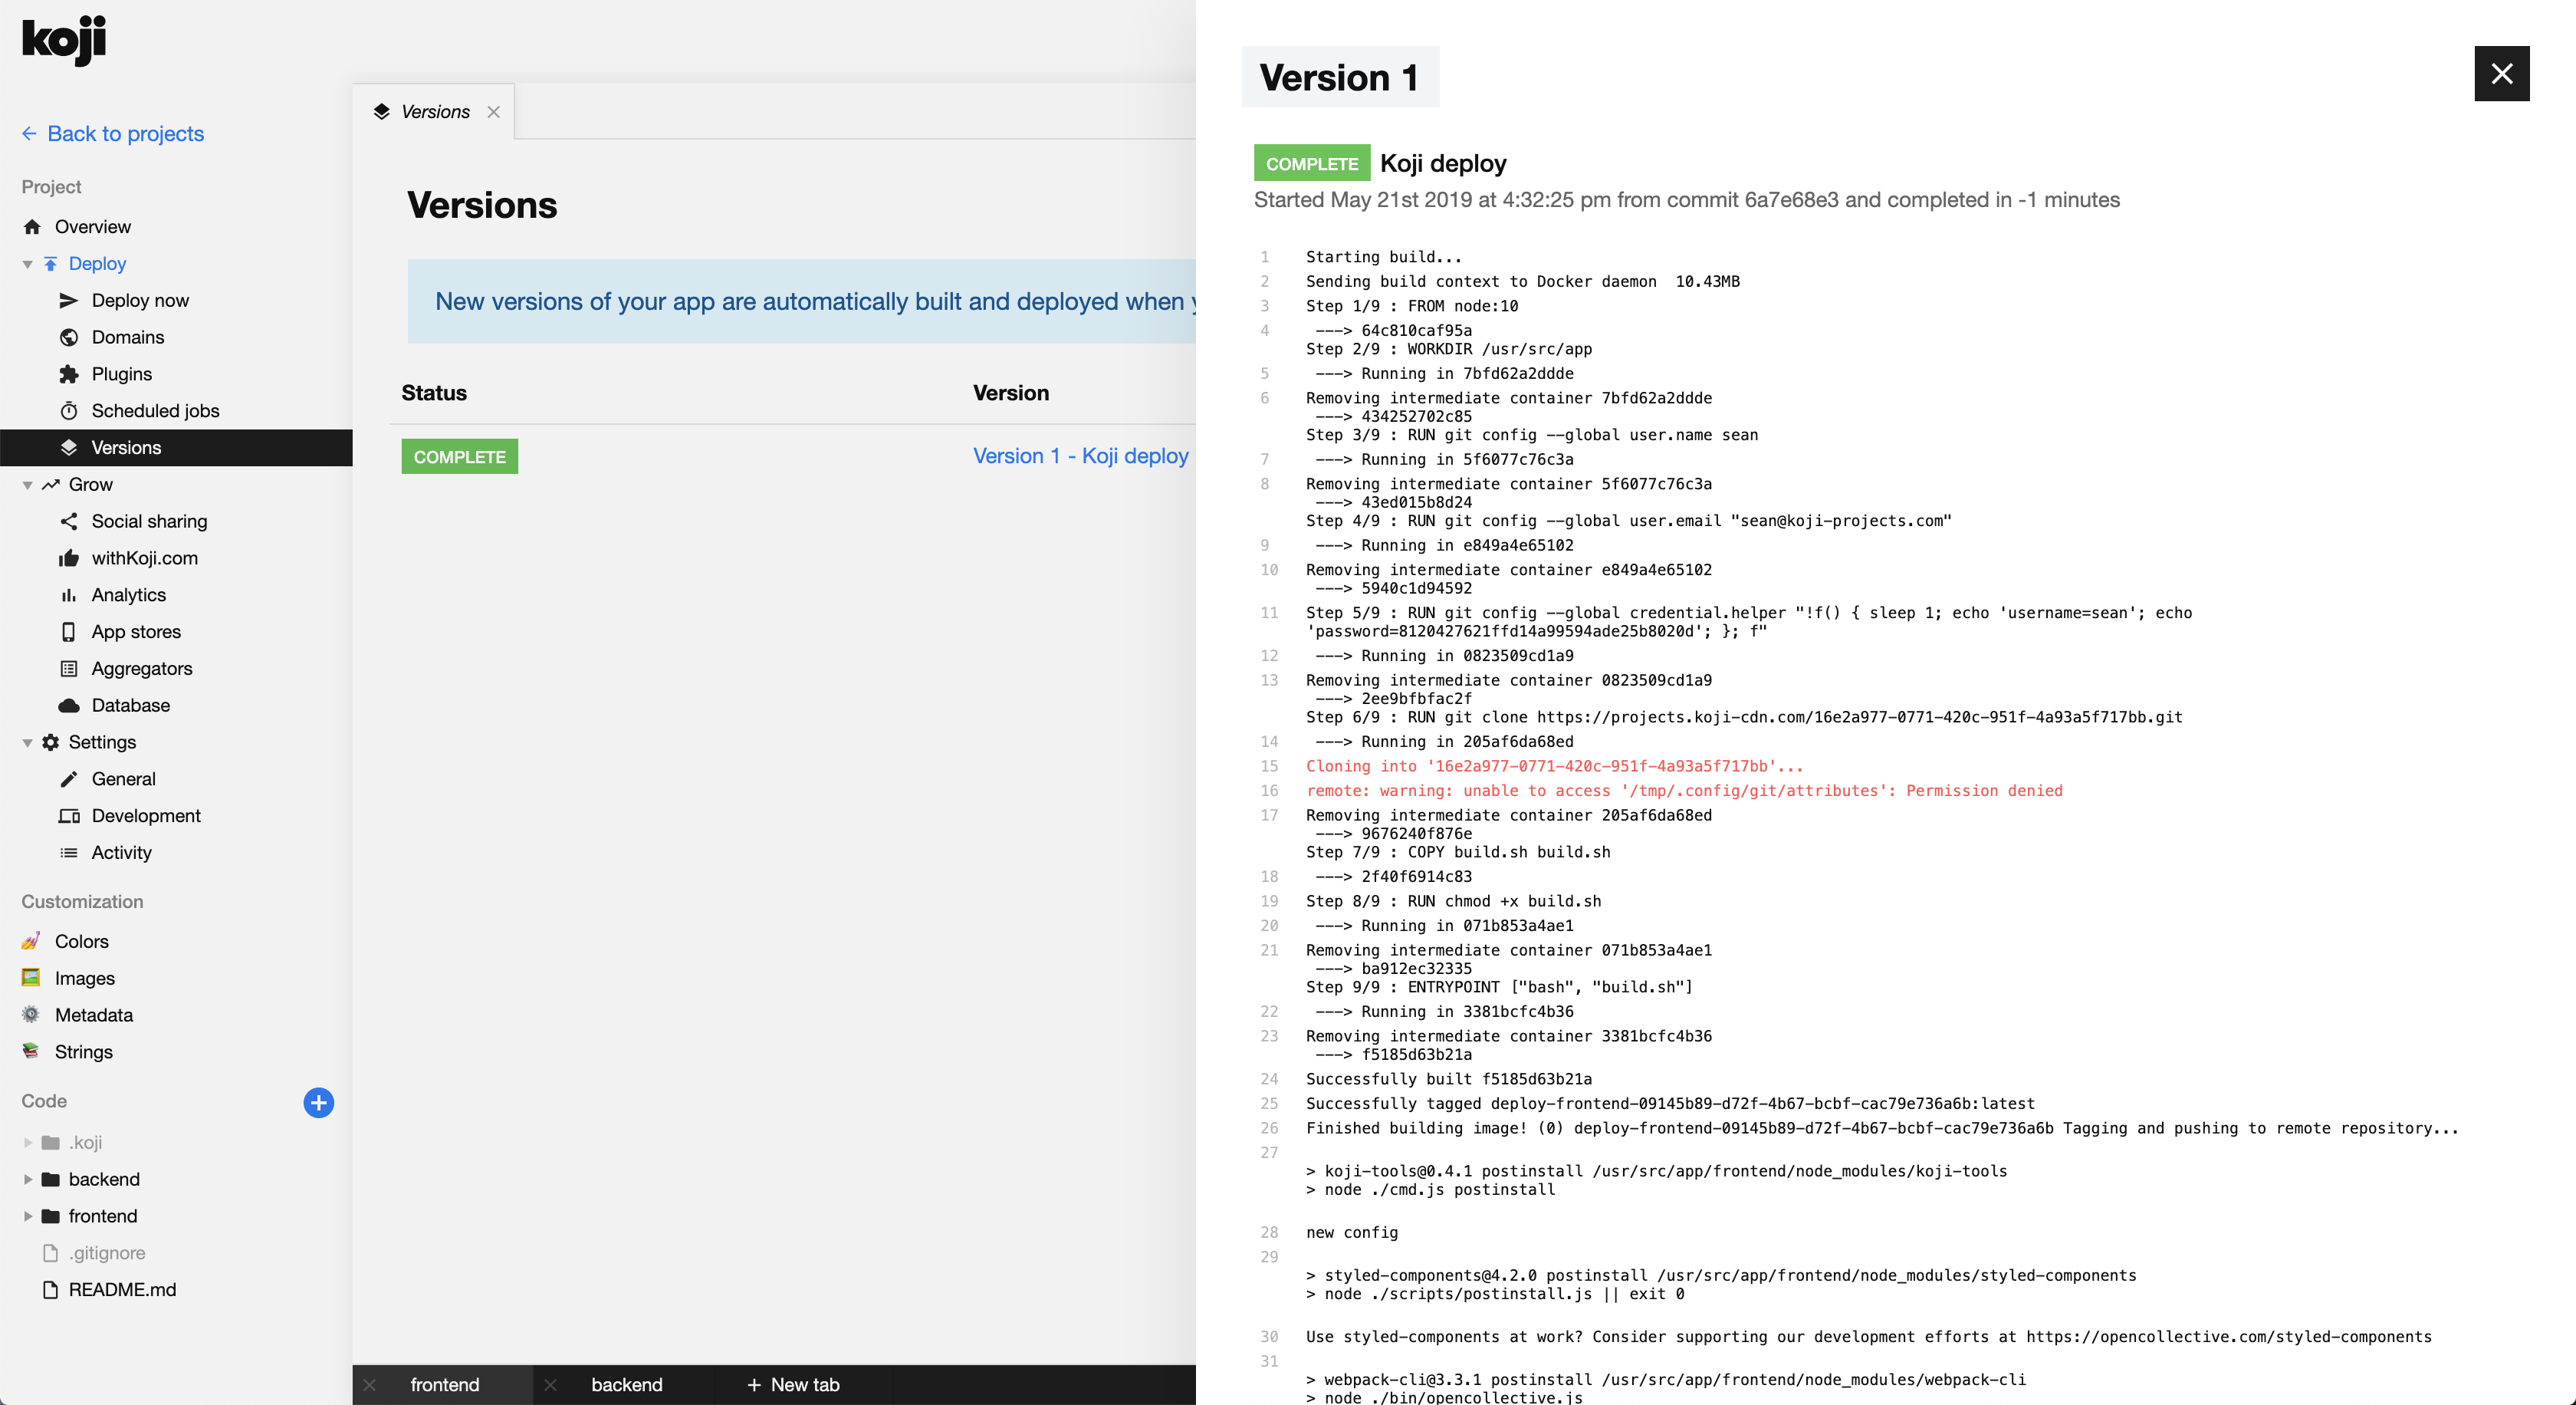 koji
Back to projects
Project
Overview
Deploy
Deploy now
Domains
Plugins
Scheduled jobs
Versions
Grow
Social sharing
withKoji.com
Analytics
App stores
Aggregators
Database
Settings
General
Development
Activity
Customization
Colors
Images
Metadata
Strings
Code
.koji
backend
frontend
.gitignore
README.md
Versions
Versions
New versions of your app are automatically built and deployed when
Status Version
COMPLETE Version 1 - Koji deploy
frontend backend + New tab
Version 1
COMPLETE Koji deploy
Started May 21st 2019 at 4:32:25 pm from commit 6a7e68e3 and completed in -1 minutes
1 Starting build...
2 Sending build context to Docker daemon  10.43MB
3 Step 1/9 : FROM node:10
4 ---> 64c810caf95a
Step 2/9 : WORKDIR /usr/src/app
5 ---> Running in 7bfd62a2ddde
6 Removing intermediate container 7bfd62a2ddde
---> 434252702c85
Step 3/9 : RUN git config --global user.name sean
7 ---> Running in 5f6077c76c3a
8 Removing intermediate container 5f6077c76c3a
---> 43ed015b8d24
Step 4/9 : RUN git config --global user.email "sean@koji-projects.com"
9 ---> Running in e849a4e65102
10 Removing intermediate container e849a4e65102
---> 5940c1d94592
11 Step 5/9 : RUN git config --global credential.helper "!f() { sleep 1; echo 'username=sean'; echo
'password=8120427621ffd14a99594ade25b8020d'; }; f"
12 ---> Running in 0823509cd1a9
13 Removing intermediate container 0823509cd1a9
---> 2ee9bfbfac2f
Step 6/9 : RUN git clone https://projects.koji-cdn.com/16e2a977-0771-420c-951f-4a93a5f717bb.git
14 ---> Running in 205af6da68ed
15 Cloning into '16e2a977-0771-420c-951f-4a93a5f717bb'...
16 remote: warning: unable to access '/tmp/.config/git/attributes': Permission denied
17 Removing intermediate container 205af6da68ed
---> 9676240f876e
Step 7/9 : COPY build.sh build.sh
18 ---> 2f40f6914c83
19 Step 8/9 : RUN chmod +x build.sh
20 ---> Running in 071b853a4ae1
21 Removing intermediate container 071b853a4ae1
---> ba912ec32335
Step 9/9 : ENTRYPOINT ["bash", "build.sh"]
22 ---> Running in 3381bcfc4b36
23 Removing intermediate container 3381bcfc4b36
---> f5185d63b21a
24 Successfully built f5185d63b21a
25 Successfully tagged deploy-frontend-09145b89-d72f-4b67-bcbf-cac79e736a6b:latest
26 Finished building image! (0) deploy-frontend-09145b89-d72f-4b67-bcbf-cac79e736a6b Tagging and pushing to remote repository...
27
> koji-tools@0.4.1 postinstall /usr/src/app/frontend/node_modules/koji-tools
> node ./cmd.js postinstall
28 new config
29
> styled-components@4.2.0 postinstall /usr/src/app/frontend/node_modules/styled-components
> node ./scripts/postinstall.js || exit 0
30 Use styled-components at work? Consider supporting our development efforts at https://opencollective.com/styled-components
31
> webpack-cli@3.3.1 postinstall /usr/src/app/frontend/node_modules/webpack-cli
> node ./bin/opencollective.js